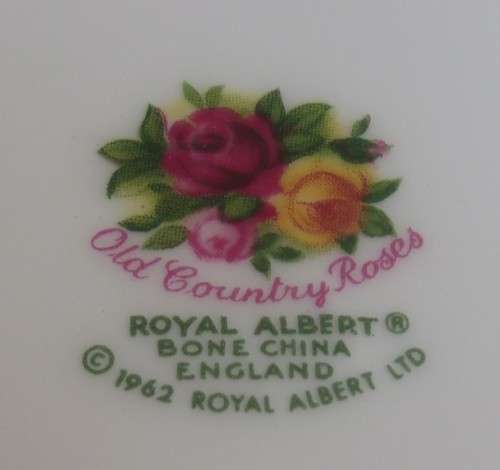 Old Country Roses
ROYAL ALBERT®
BONE CHINA
ENGLAND
© 1962 ROYAL ALBERT LTD